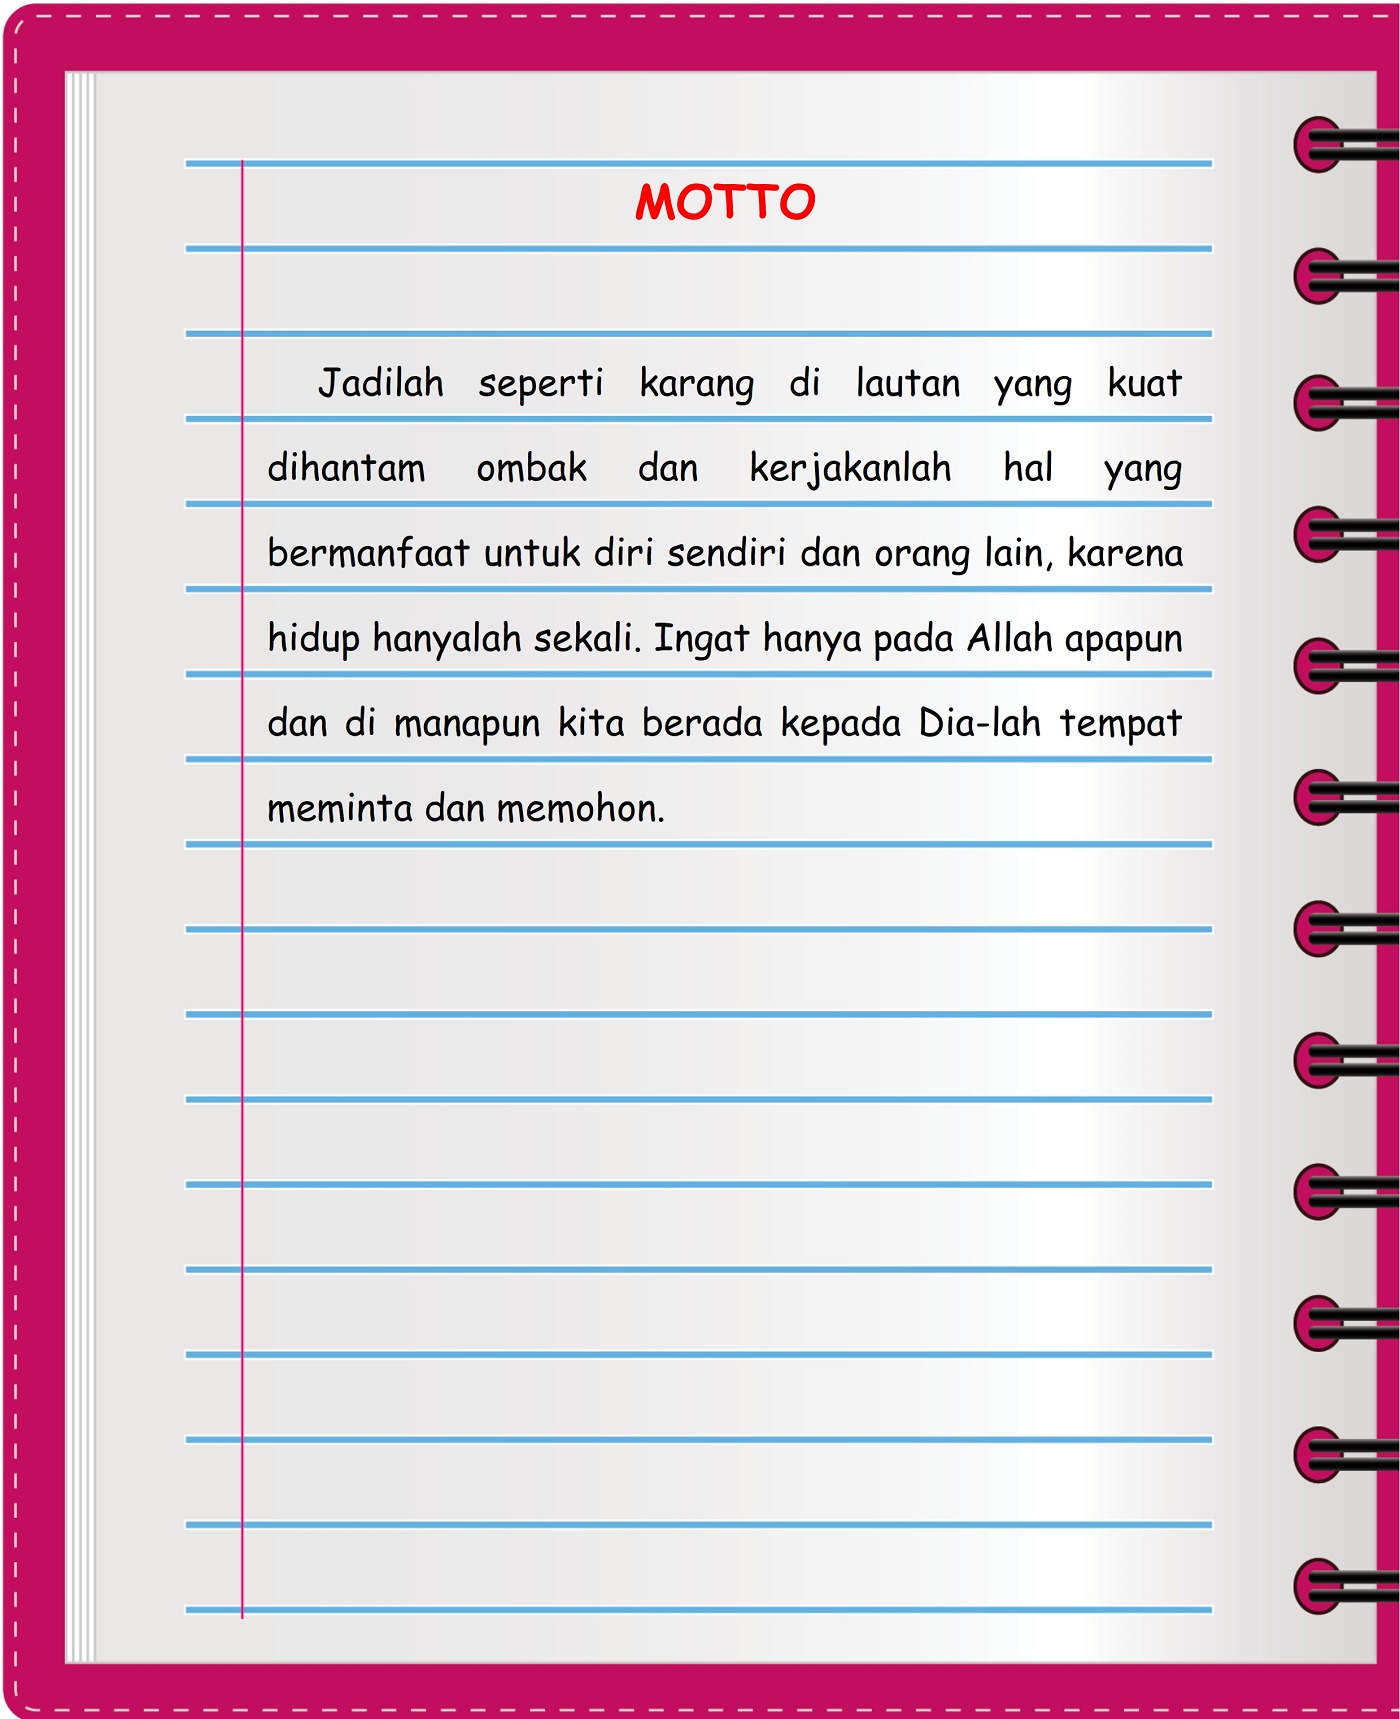 MOTTO
Jadilah seperti karang di lautan yang kuat
dihantam ombak dan kerjakanlah hal yang
bermanfaat untuk diri sendiri dan orang lain, karena
hidup hanyalah sekali. Ingat hanya pada Allah apapun
dan di manapun kita berada kepada Dia-lah tempat
meminta dan memohon.